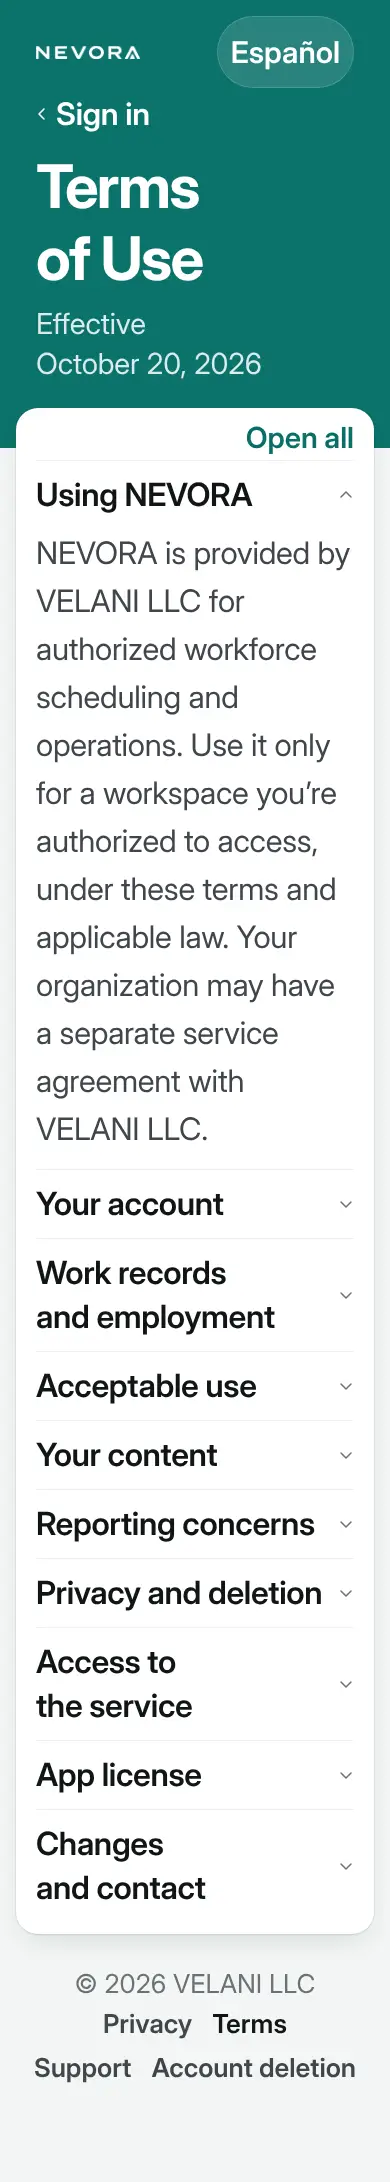 NEVORA
Español
Sign in
Terms
of Use
Effective
October 20, 2026
Open all
Using NEVORA
NEVORA is provided by
VELANI LLC for
authorized workforce
scheduling and
operations. Use it only
for a workspace you’re
authorized to access,
under these terms and
applicable law. Your
organization may have
a separate service
agreement with
VELANI LLC.
Your account
Work records
and employment
Acceptable use
Your content
Reporting concerns
Privacy and deletion
Access to
the service
App license
Changes
and contact
© 2026 VELANI LLC
Privacy Terms
Support Account deletion